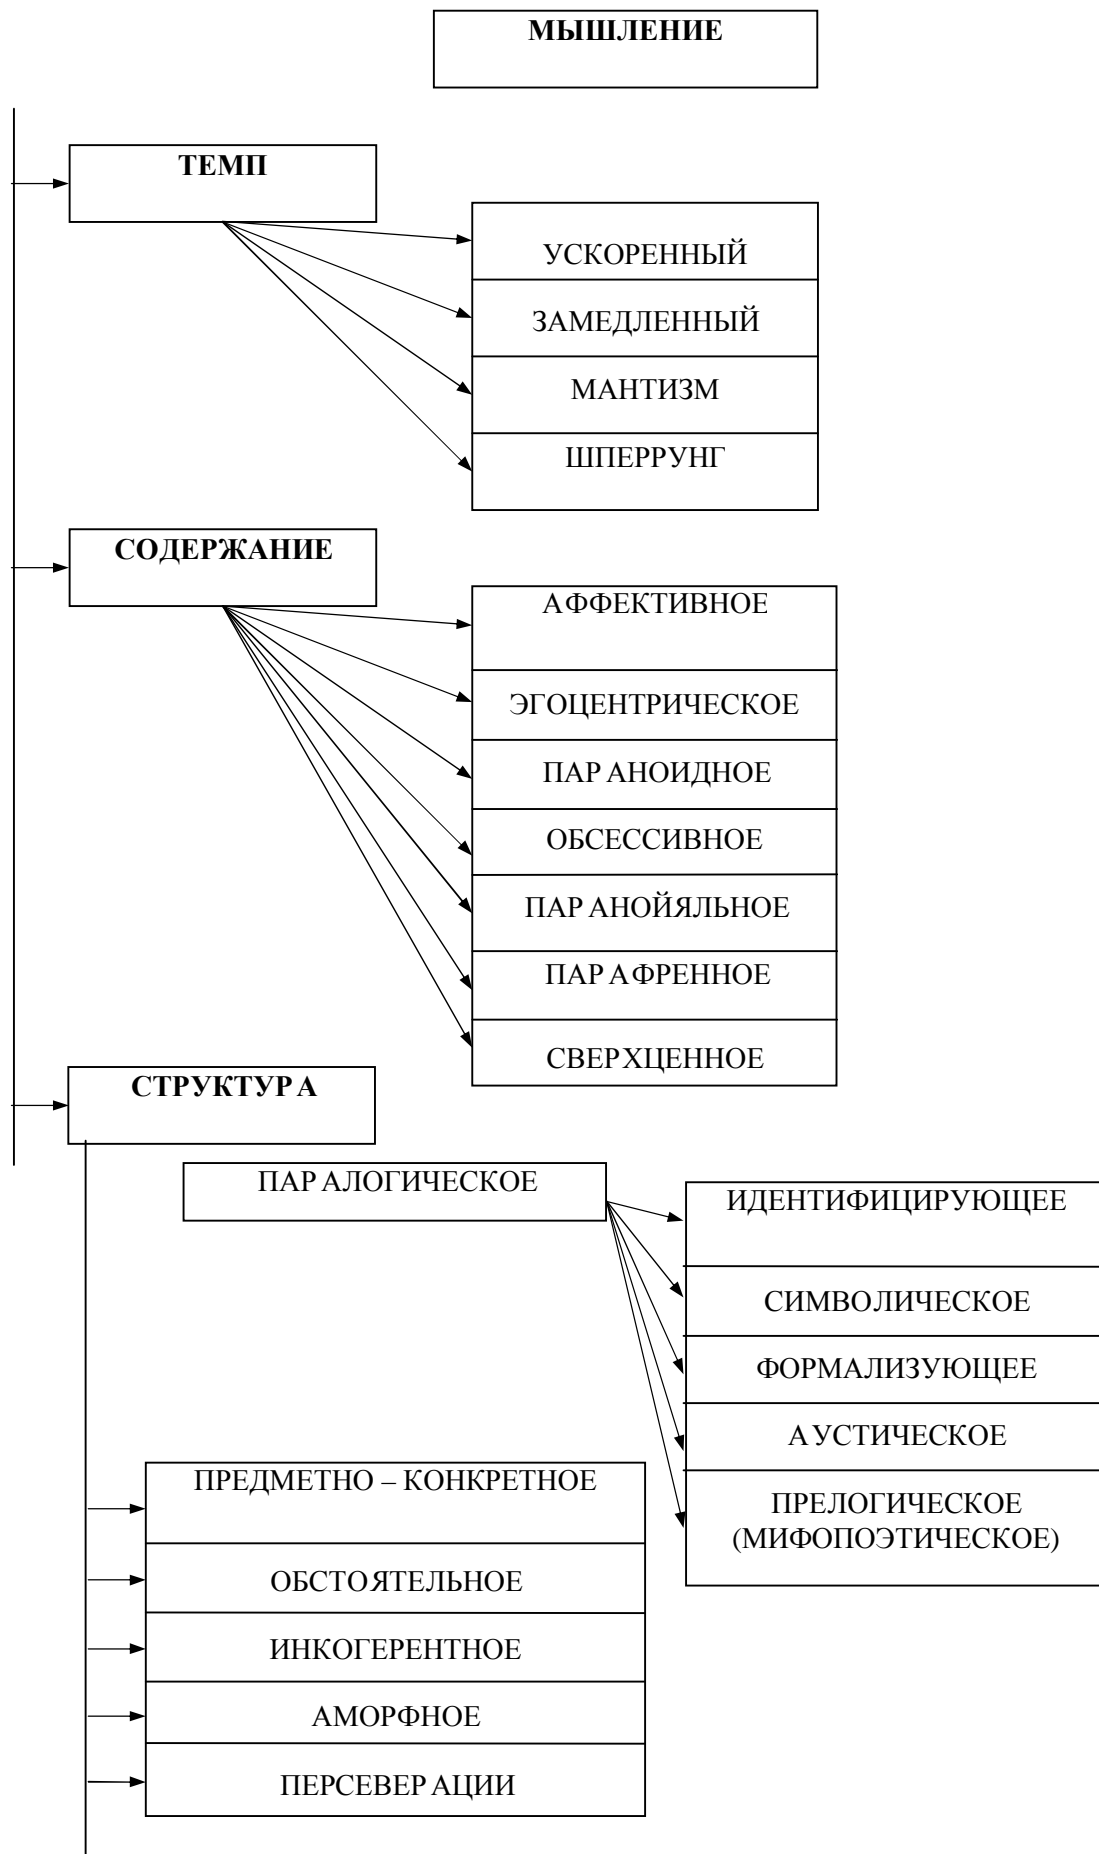 МЫШЛЕНИЕ
ТЕМП
УСКОРЕННЫЙ
ЗАМЕДЛЕННЫЙ
МАНТИЗМ
ШПЕРРУНГ
СОДЕРЖАНИЕ
АФФЕКТИВНОЕ
ЭГОЦЕНТРИЧЕСКОЕ
ПАРАНОИДНОЕ
ОБСЕССИВНОЕ
ПАРАНОЙЯЛЬНОЕ
ПАРАФРЕННОЕ
СВЕРХЦЕННОЕ
СТРУКТУРА
ПАРАЛОГИЧЕСКОЕ
ИДЕНТИФИЦИРУЮЩЕЕ
СИМВОЛИЧЕСКОЕ
ФОРМАЛИЗУЮЩЕЕ
АУСТИЧЕСКОЕ
ПРЕЛОГИЧЕСКОЕ
(МИФОПОЭТИЧЕСКОЕ)
ПРЕДМЕТНО – КОНКРЕТНОЕ
ОБСТОЯТЕЛЬНОЕ
ИНКОГЕРЕНТНОЕ
АМОРФНОЕ
ПЕРСЕВЕРАЦИИ